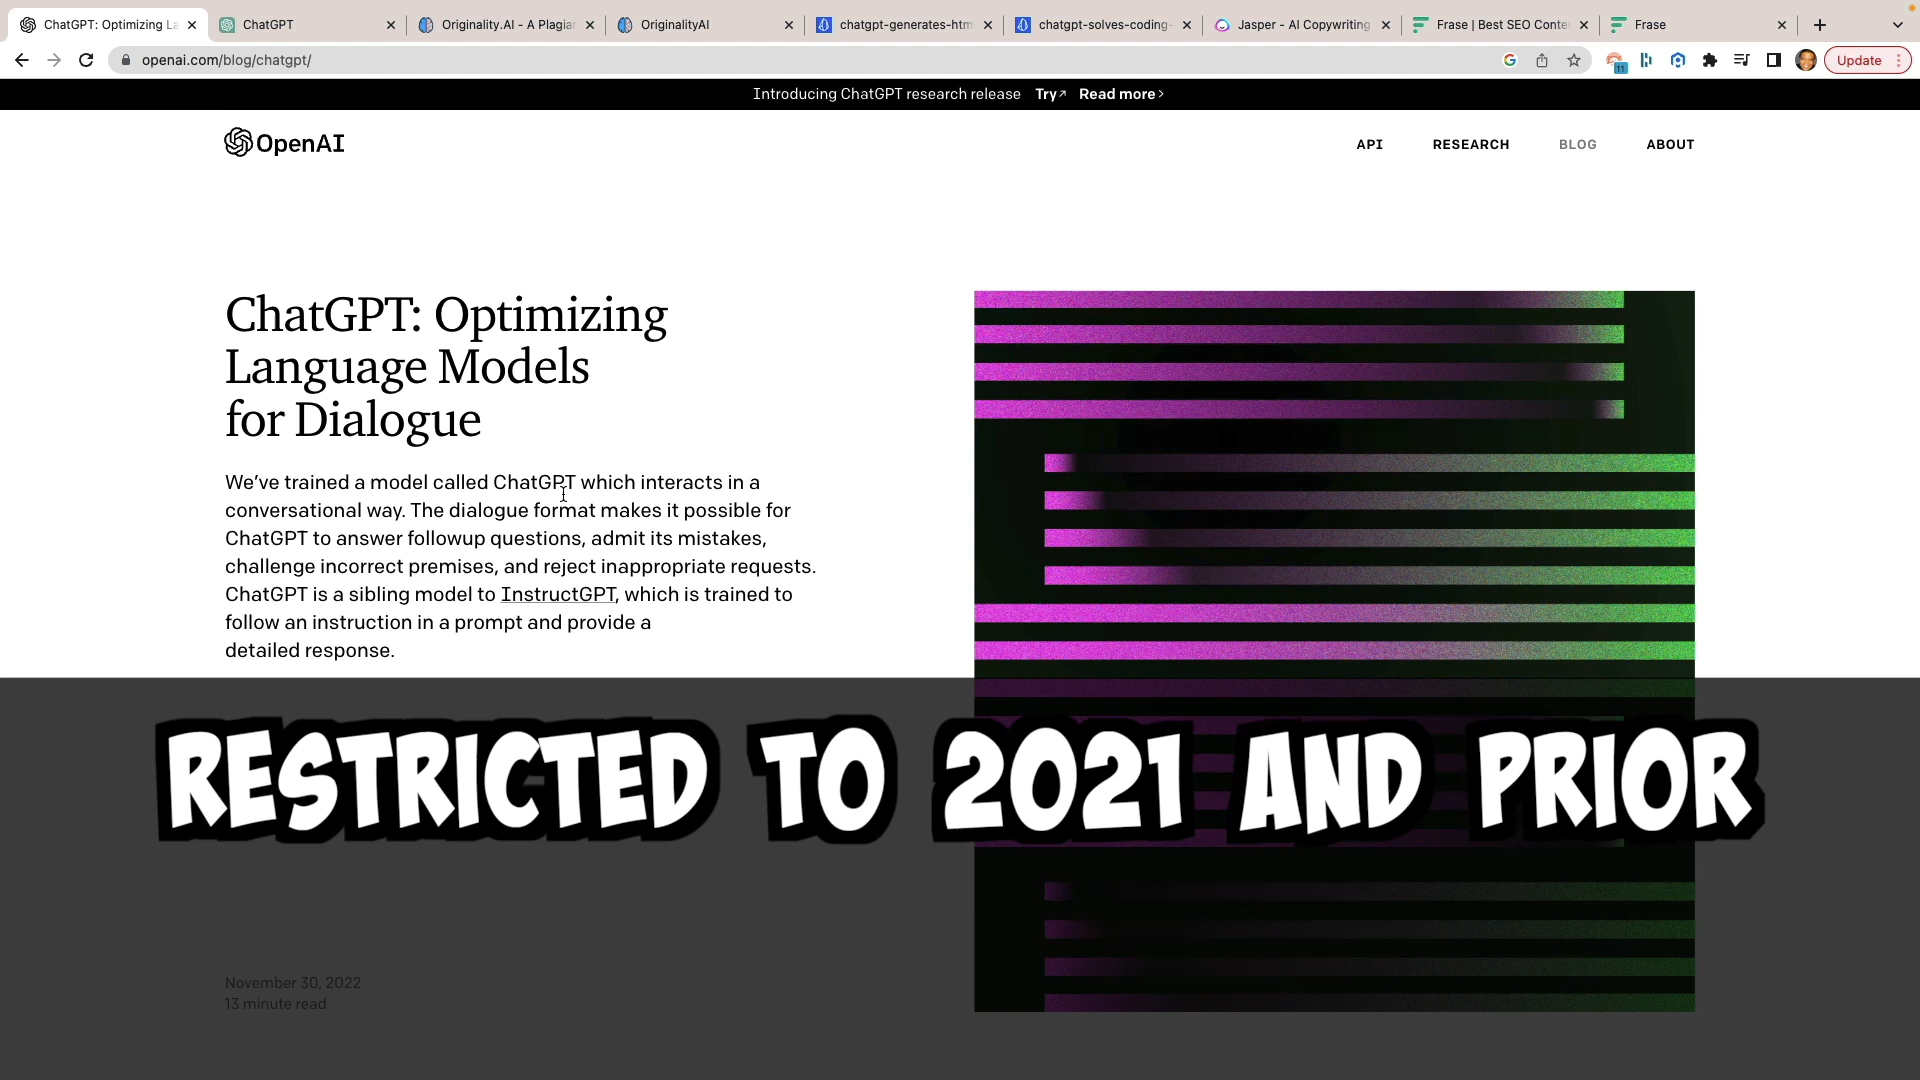 ChatGPT: Optimizing La
ChatGPT
Originality.AI - A Plagiar
OriginalityAI
chatgpt-generates-htm
chatgpt-solves-coding-
Jasper - AI Copywriting
Frase | Best SEO Conte
Frase
openai.com/blog/chatgpt/
11
Update
Introducing ChatGPT research release Try↗ Read more>
OpenAI
API
RESEARCH
BLOG
ABOUT
ChatGPT: Optimizing
Language Models
for Dialogue
We’ve trained a model called ChatGPT which interacts in a
conversational way. The dialogue format makes it possible for
ChatGPT to answer followup questions, admit its mistakes,
challenge incorrect premises, and reject inappropriate requests.
ChatGPT is a sibling model to InstructGPT, which is trained to
follow an instruction in a prompt and provide a
detailed response.
RESTRICTED TO 2021 AND PRIOR
November 30, 2022
13 minute read